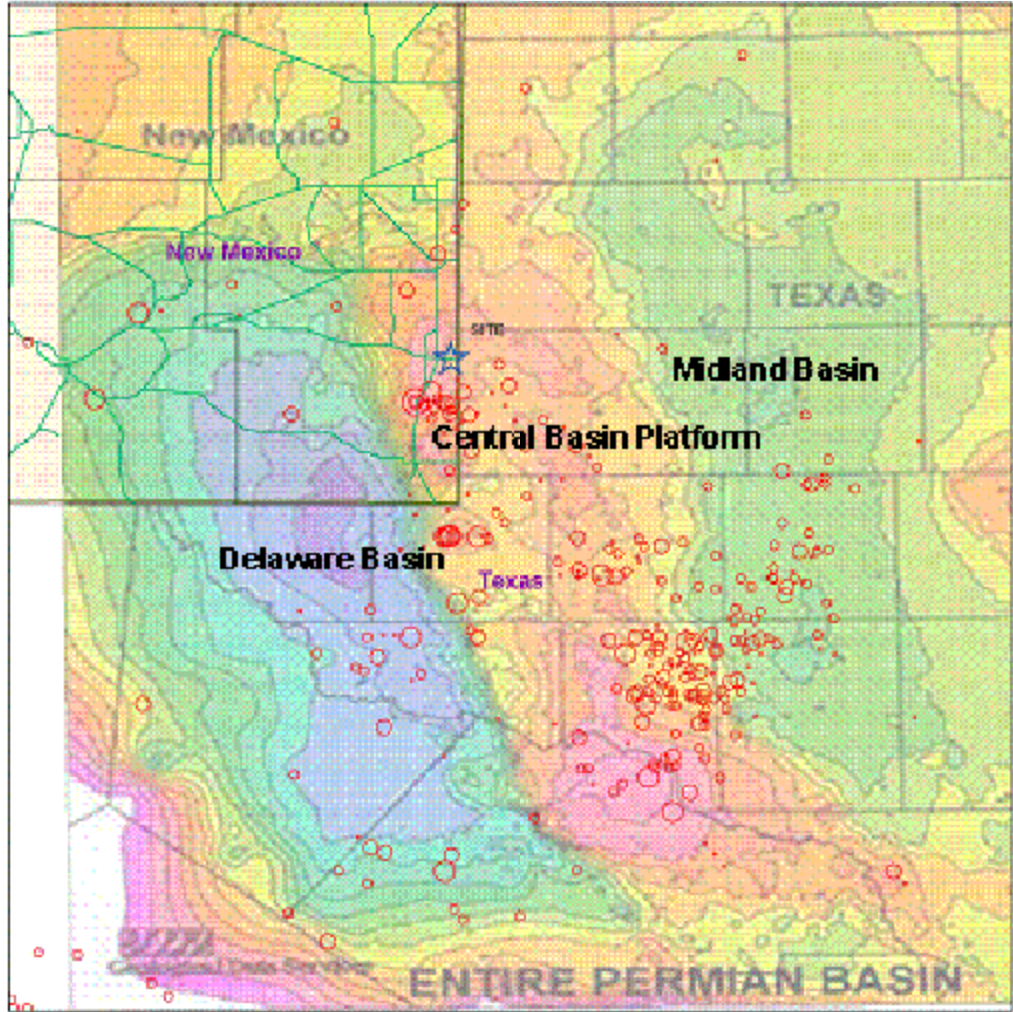 New Mexico
New Mexico
TEXAS
SITE
Midland Basin
Central Basin Platform
Delaware Basin
Texas
ENTIRE PERMIAN BASIN